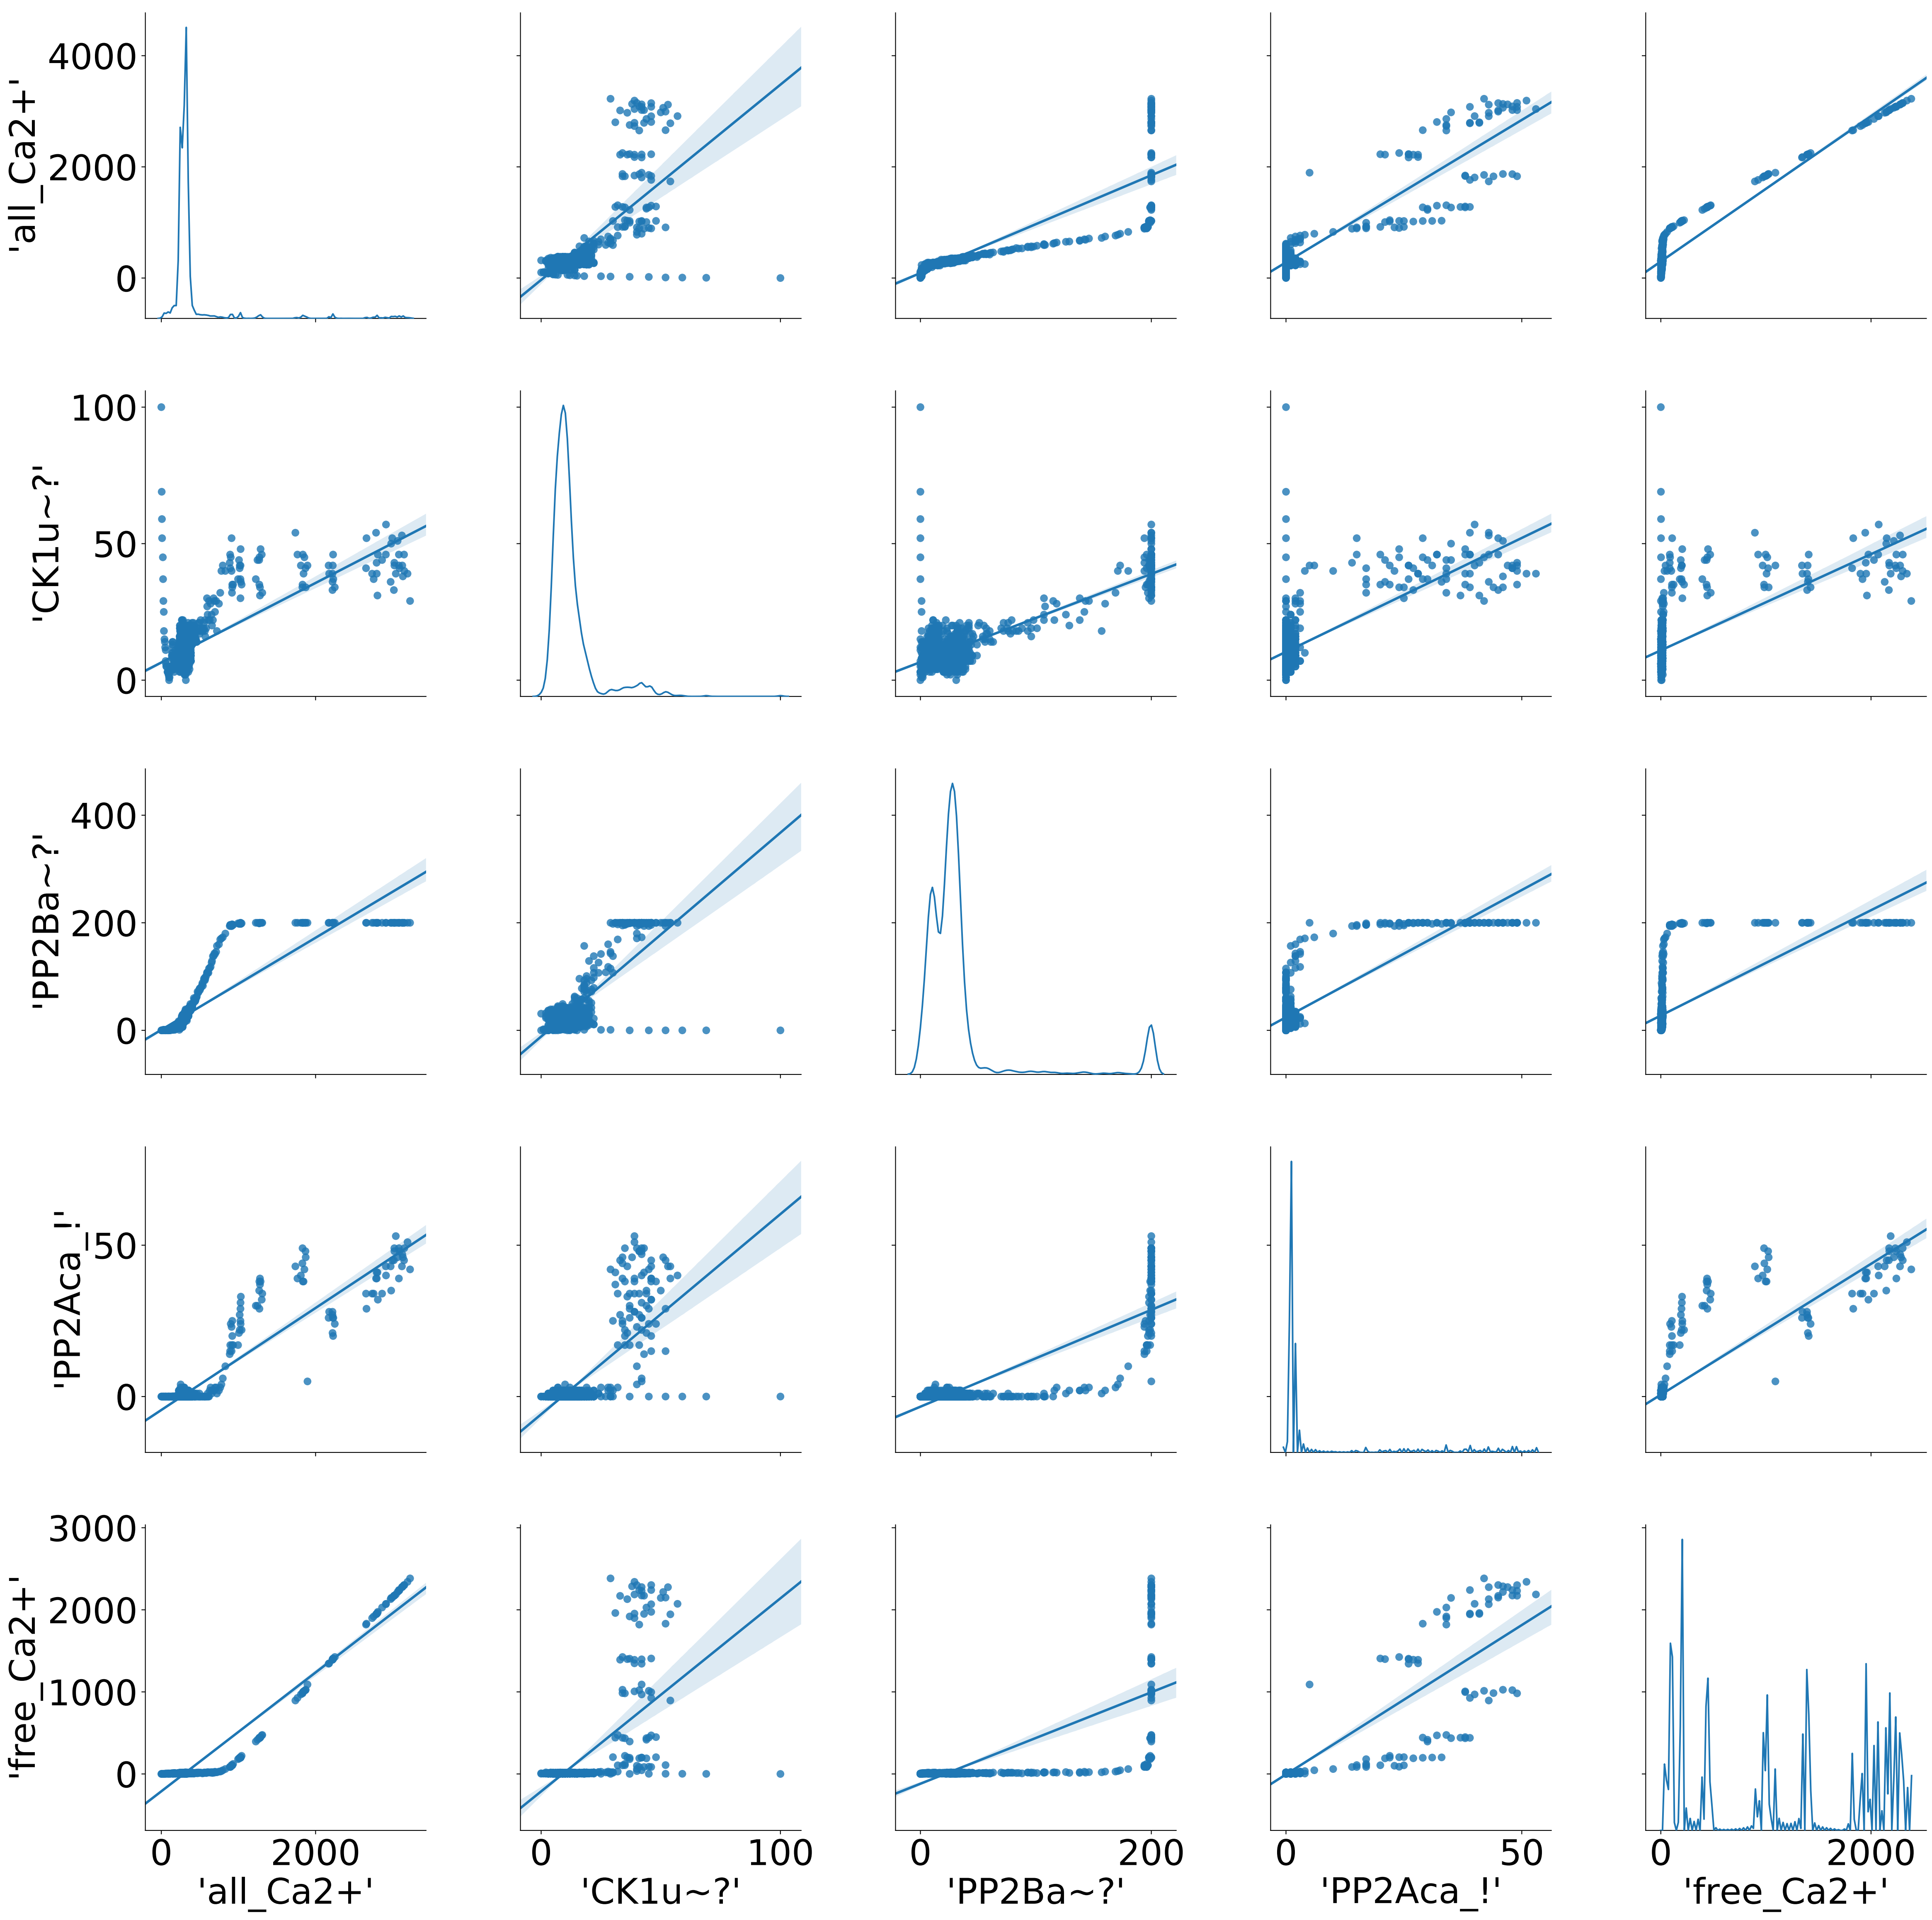 4000
2000
0
'all_Ca2+'
100
50
0
'CK1u~?'
400
200
0
'PP2Ba~?'
50
0
'PP2Aca_!'
3000
2000
1000
0
'free_Ca2+'
0 2000 0 100 0 200 0 50 0 2000
'all_Ca2+' 'CK1u~?' 'PP2Ba~?' 'PP2Aca_!' 'free_Ca2+'